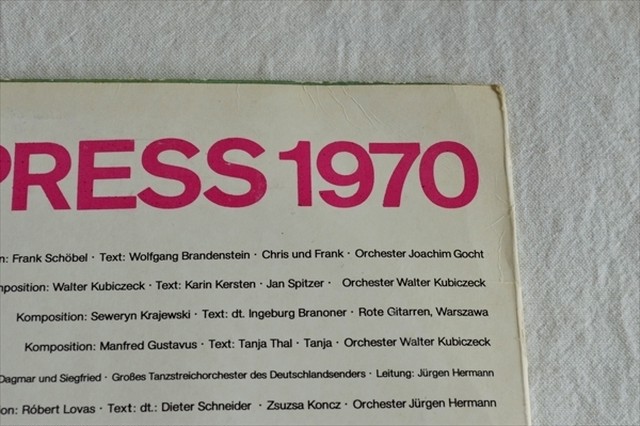 PRESS 1970
n: Frank Schöbel · Text: Wolfgang Brandenstein · Chris und Frank · Orchester Joachim Gocht
mposition: Walter Kubiczeck · Text: Karin Kersten · Jan Spitzer · Orchester Walter Kubiczeck
Komposition: Seweryn Krajewski · Text: dt. Ingeburg Branoner · Rote Gitarren, Warszawa
Komposition: Manfred Gustavus · Text: Tanja Thal · Tanja · Orchester Walter Kubiczeck
Dagmar und Siegfried · Großes Tanzstreichorchester des Deutschlandsenders · Leitung: Jürgen Hermann
ion: Róbert Lovas · Text: dt.: Dieter Schneider · Zsuzsa Koncz · Orchester Jürgen Hermann